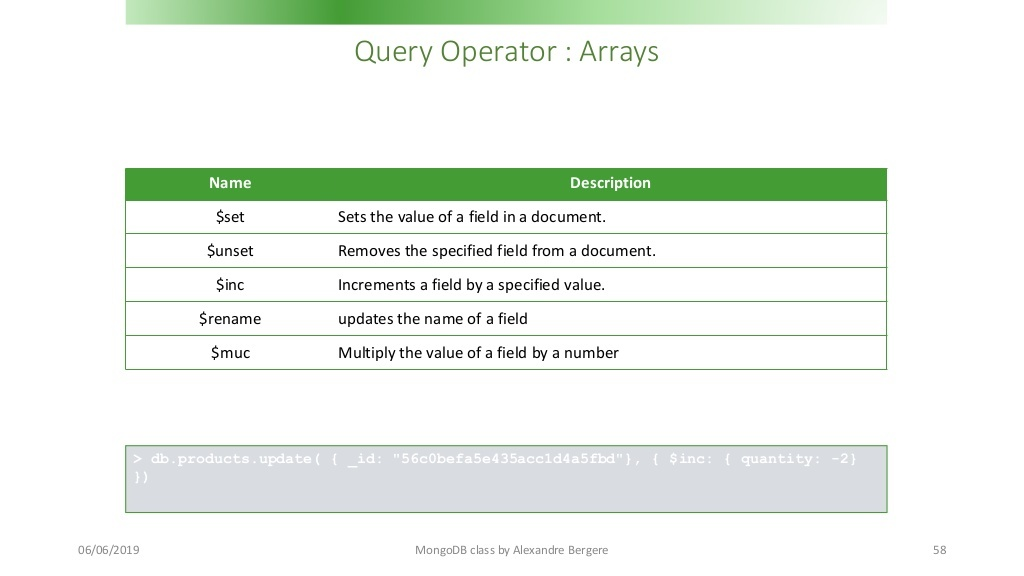 Query Operator : Arrays
Name Description
$set Sets the value of a field in a document.
$unset Removes the specified field from a document.
$inc Increments a field by a specified value.
$rename updates the name of a field
$muc Multiply the value of a field by a number
> db.products.update( { _id: "56c0befa5e435acc1d4a5fbd"}, { $inc: { quantity: -2}
})
06/06/2019 MongoDB class by Alexandre Bergere 58